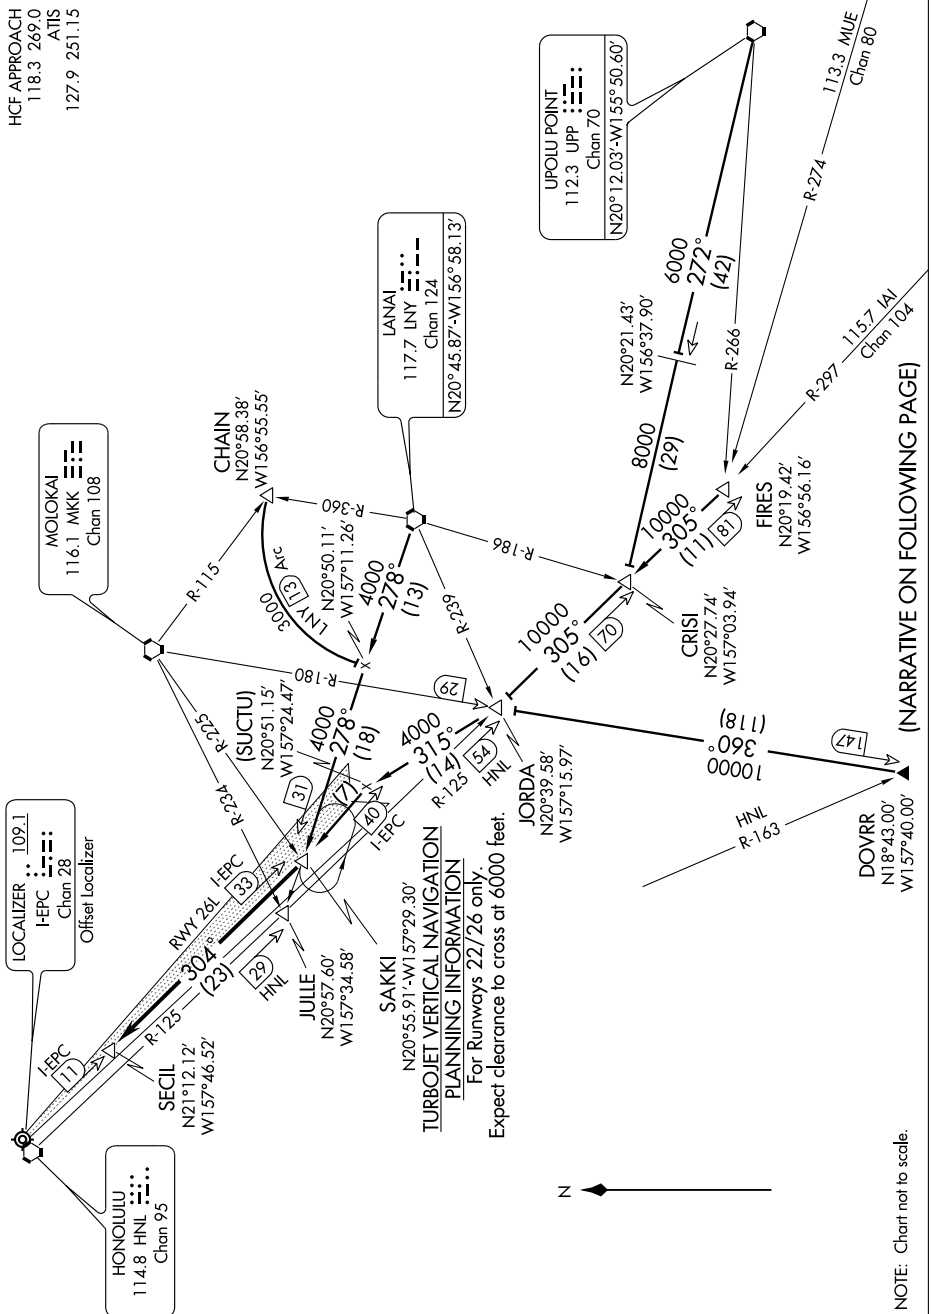 HCF APPROACH
118.3 269.0
ATIS
127.9 251.15
LOCALIZER 109.1
I-EPC
Chan 28
Offset Localizer
MOLOKAI
116.1 MKK
Chan 108
LANAI
117.7 LNY
Chan 124
N20°45.87'-W156°58.13'
UPOLU POINT
112.3 UPP
Chan 70
N20°12.03'-W155°50.60'
HONOLULU
114.8 HNL
Chan 95
CHAIN
N20°58.38'
W156°55.55'
R-115
R-360
3000
LNY 13 Arc
N20°50.11'
W157°11.26'
4000
278°
(13)
R-186
R-239
R-180
29
R-225
R-234
(SUCTU)
N20°51.15'
W157°24.47'
4000
278°
(18)
4000
315°
(14)
R-125
54
HNL
(7)
31
40
I-EPC
I-EPC
33
RWY 26L
304°
(23)
29
HNL
R-125
I-EPC
11
SECIL
N21°12.12'
W157°46.52'
JULLE
N20°57.60'
W157°34.58'
SAKKI
N20°55.91'-W157°29.30'
JORDA
N20°39.58'
W157°15.97'
10000
305°
(16)
70
CRISI
N20°27.74'
W157°03.94'
10000
305°
(11)
81
FIRES
N20°19.42'
W156°56.16'
8000
(29)
N20°21.43'
W156°37.90'
6000
272°
(42)
R-266
R-274
113.3 MUE
Chan 80
R-297
115.7 IAI
Chan 104
10000
360°
(118)
147
HNL
R-163
DOVRR
N18°43.00'
W157°40.00'
TURBOJET VERTICAL NAVIGATION
PLANNING INFORMATION
For Runways 22/26 only.
Expect clearance to cross at 6000 feet.
N
(NARRATIVE ON FOLLOWING PAGE)
NOTE: Chart not to scale.